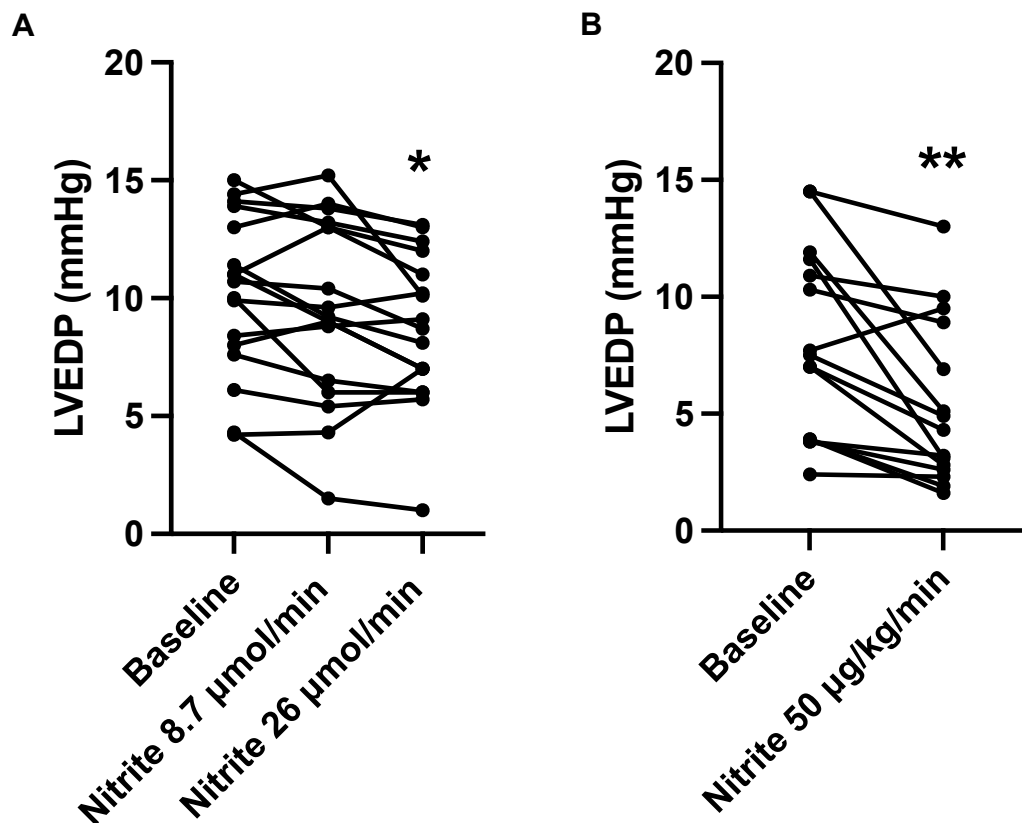 A
LVEDP (mmHg)
20
15
10
5
0
*
Baseline
Nitrite 8.7 µmol/min
Nitrite 26 µmol/min
B
LVEDP (mmHg)
20
15
10
5
0
**
Baseline
Nitrite 50 µg/kg/min